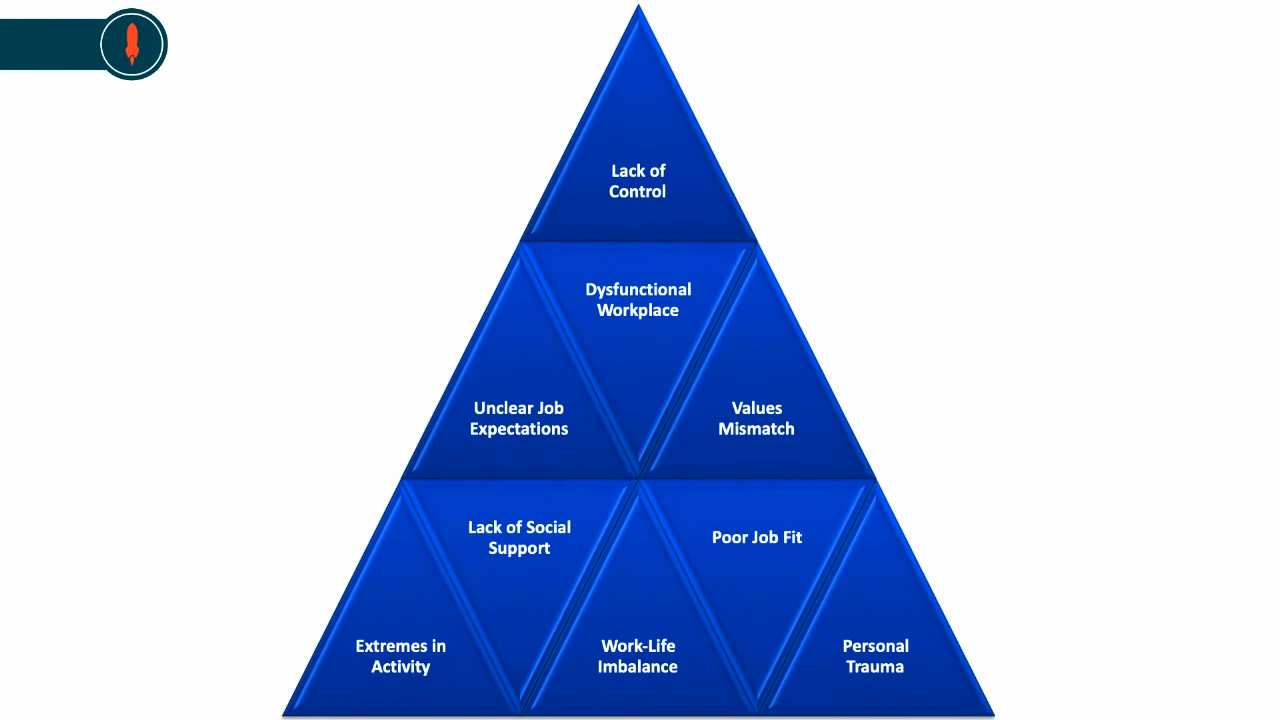 Lack of
Control
Dysfunctional
Workplace
Unclear Job
Expectations
Values
Mismatch
Lack of Social
Support
Poor Job Fit
Extremes in
Activity
Work-Life
Imbalance
Personal
Trauma